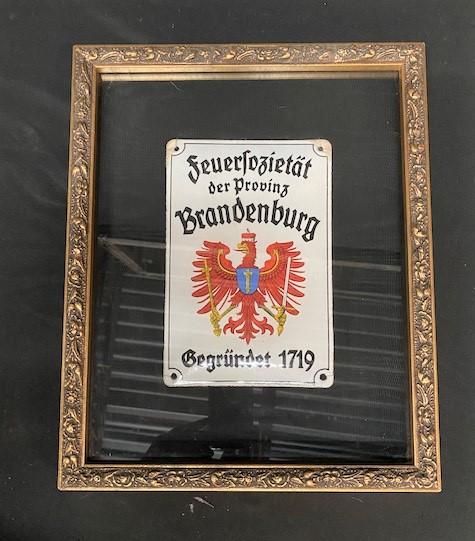 Feuerſozietät
der Provinz
Brandenburg
Gegründet 1719